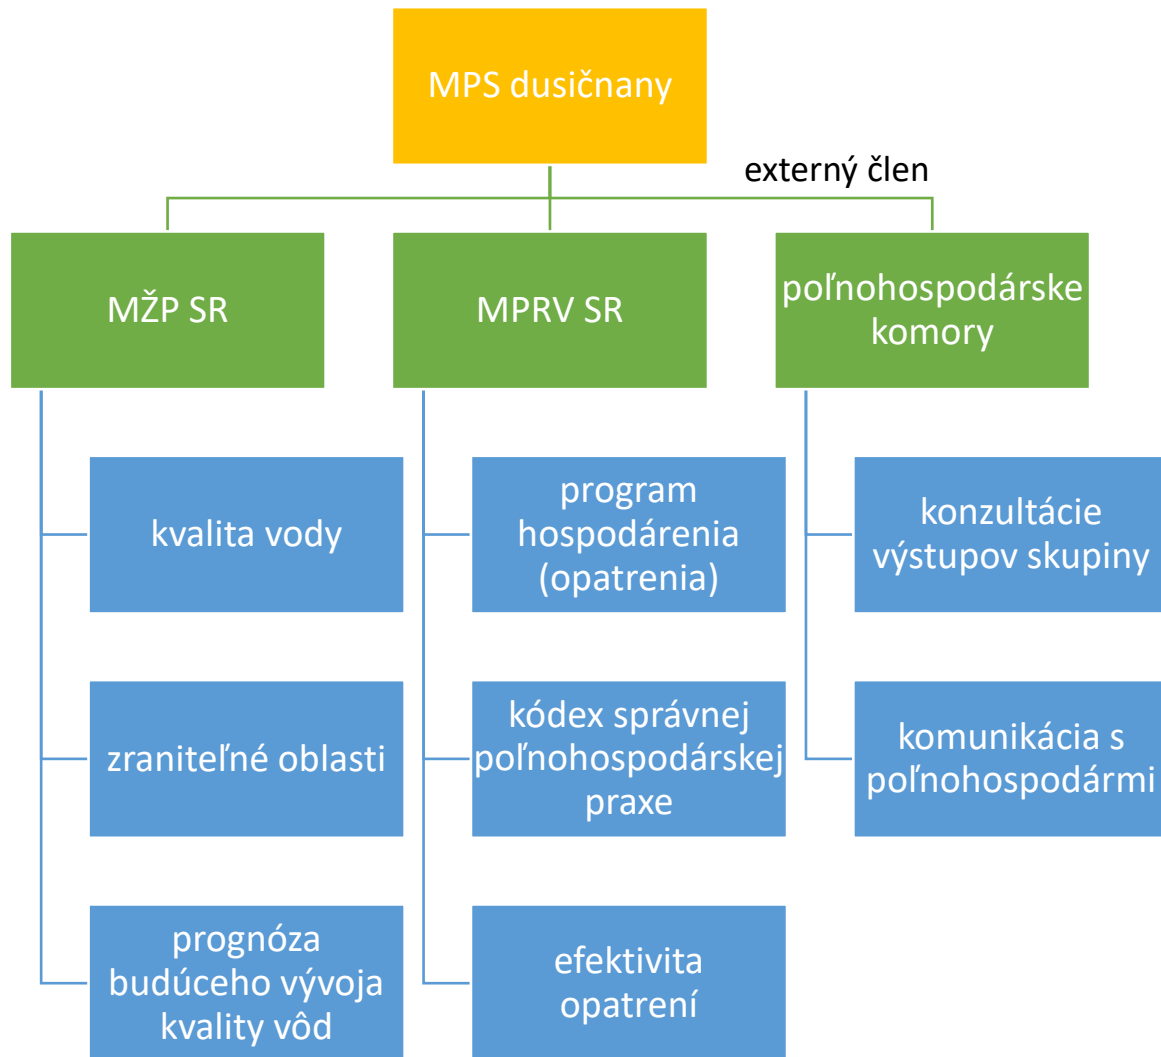 MPS dusičnany
externý člen
MŽP SR
MPRV SR
poľnohospodárske
komory
kvalita vody
zraniteľné oblasti
prognóza
budúceho vývoja
kvality vôd
program
hospodárenia
(opatrenia)
kódex správnej
poľnohospodárskej
praxe
efektivita
opatrení
konzultácie
výstupov skupiny
komunikácia s
poľnohospodármi